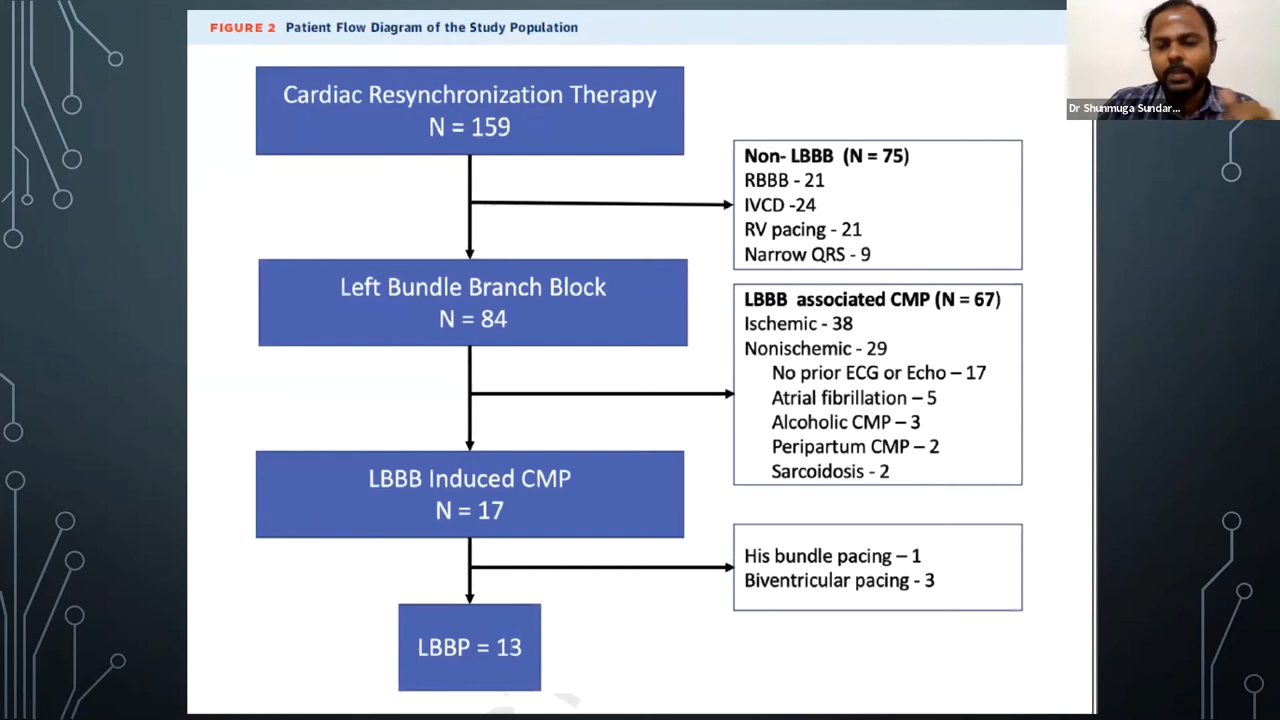 FIGURE 2 Patient Flow Diagram of the Study Population
Cardiac Resynchronization Therapy
N = 159
Non- LBBB (N = 75)
RBBB - 21
IVCD -24
RV pacing - 21
Narrow QRS - 9
Left Bundle Branch Block
N = 84
LBBB associated CMP (N = 67)
Ischemic - 38
Nonischemic - 29
No prior ECG or Echo – 17
Atrial fibrillation – 5
Alcoholic CMP – 3
Peripartum CMP – 2
Sarcoidosis - 2
LBBB Induced CMP
N = 17
His bundle pacing – 1
Biventricular pacing - 3
LBBP = 13
Dr Shunmuga Sundar...